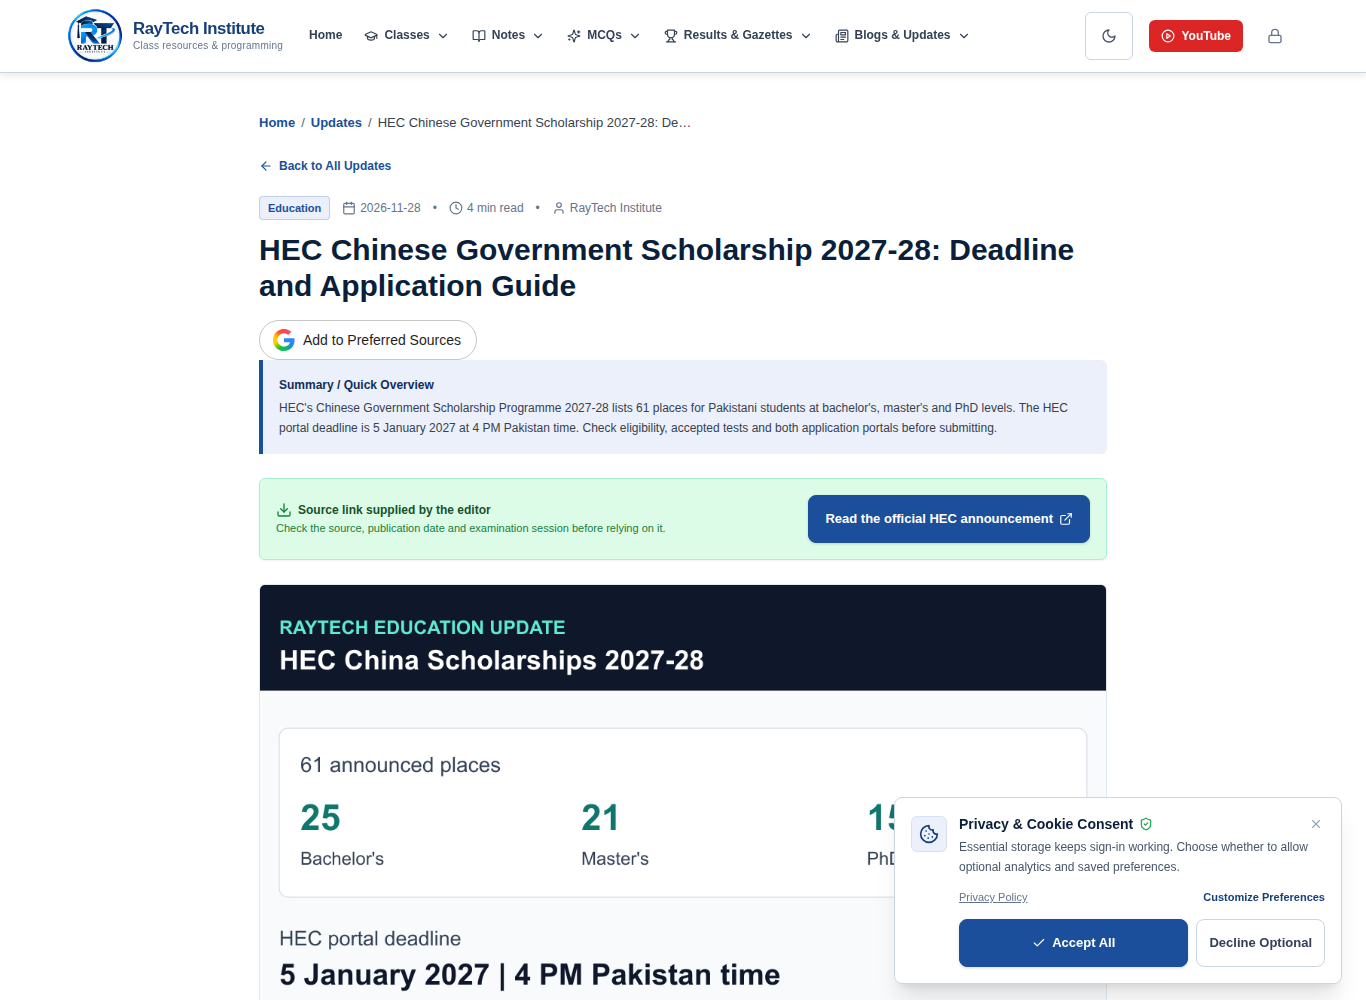 RayTech Institute
Class resources & programming
Home
Classes
Notes
MCQs
Results & Gazettes
Blogs & Updates
YouTube
Home / Updates / HEC Chinese Government Scholarship 2027-28: De…
Back to All Updates
Education
2026-11-28 • 4 min read • RayTech Institute
HEC Chinese Government Scholarship 2027-28: Deadline
and Application Guide
Add to Preferred Sources
Summary / Quick Overview
HEC's Chinese Government Scholarship Programme 2027-28 lists 61 places for Pakistani students at bachelor's, master's and PhD levels. The HEC
portal deadline is 5 January 2027 at 4 PM Pakistan time. Check eligibility, accepted tests and both application portals before submitting.
Source link supplied by the editor
Check the source, publication date and examination session before relying on it.
Read the official HEC announcement
RAYTECH EDUCATION UPDATE
HEC China Scholarships 2027-28
61 announced places
25
21
Bachelor's
Master's
HEC portal deadline
5 January 2027 | 4 PM Pakistan time
Privacy & Cookie Consent
Essential storage keeps sign-in working. Choose whether to allow
optional analytics and saved preferences.
Privacy Policy
Customize Preferences
Accept All
Decline Optional